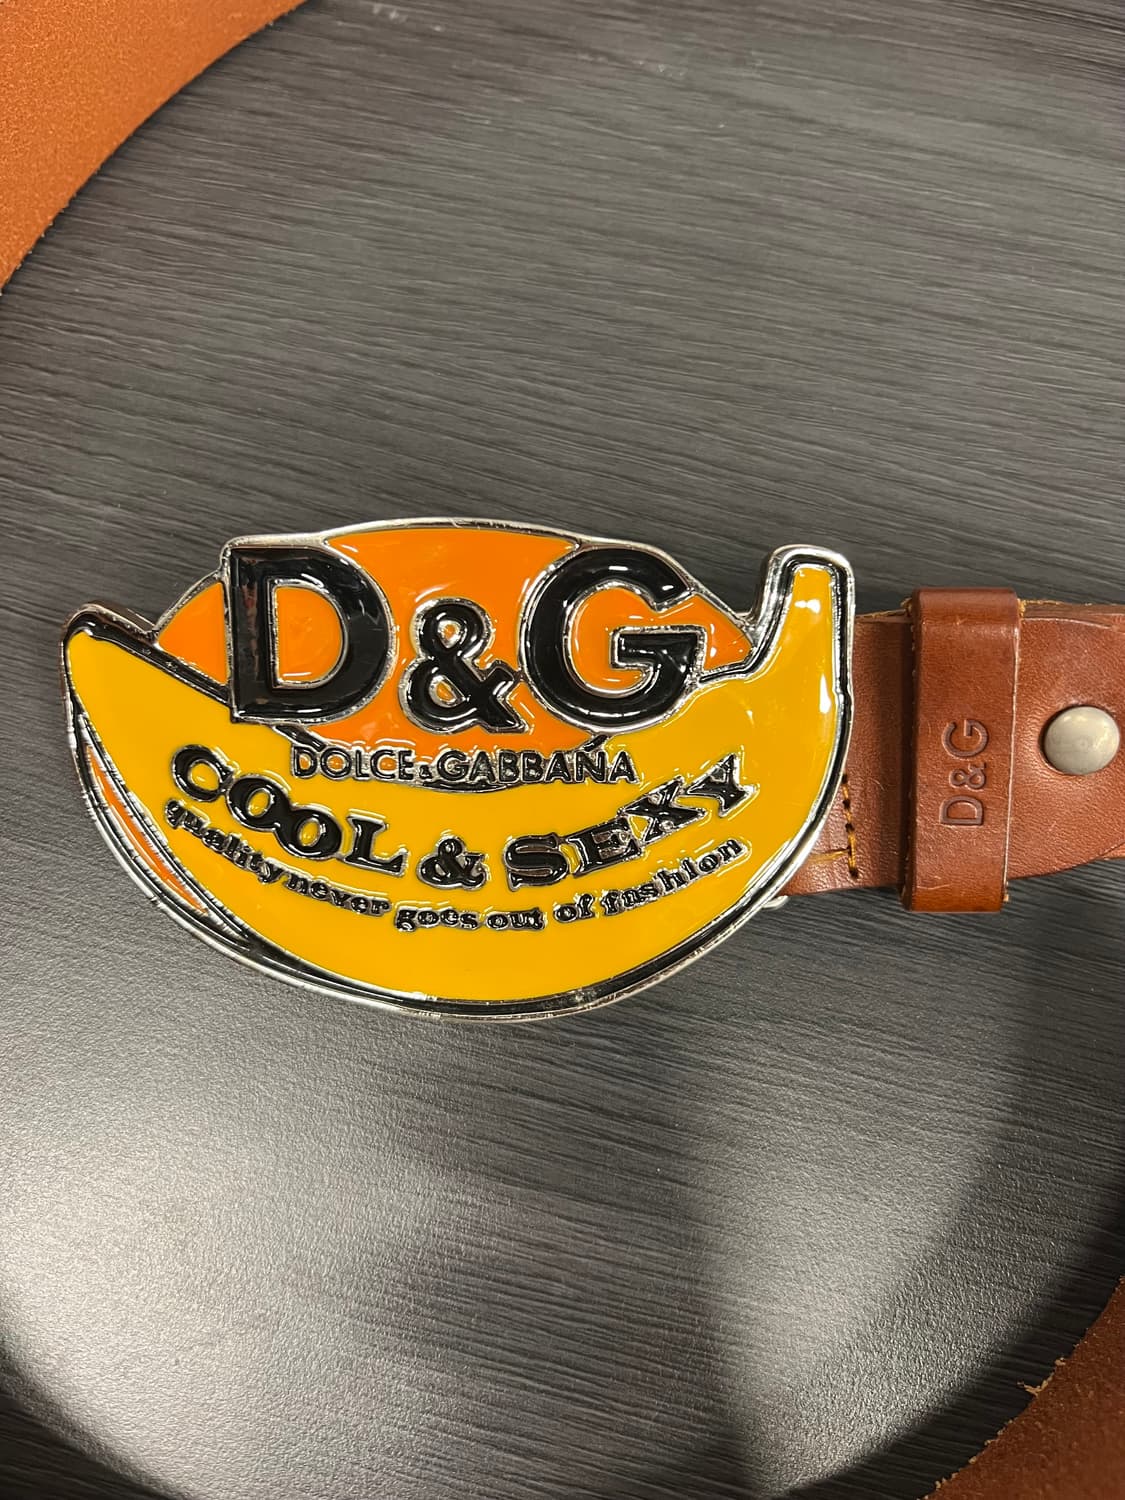 D&G
DOLCE & GABBANA
COOL & SEXY
quality never goes out of fashion
D&G